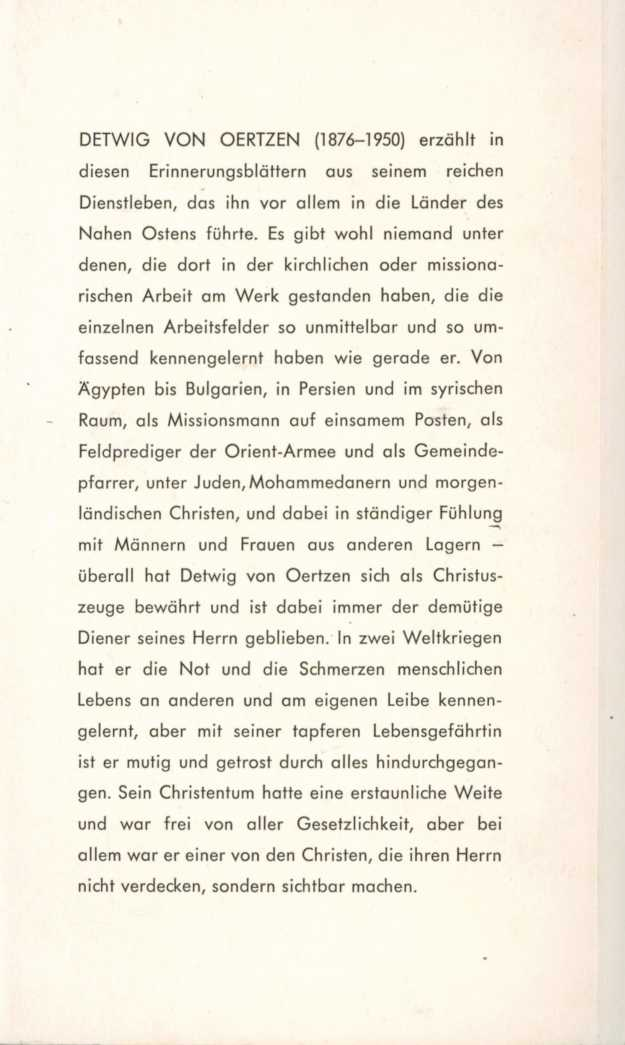 DETWIG VON OERTZEN (1876–1950) erzählt in
diesen Erinnerungsblättern aus seinem reichen
Dienstleben, das ihn vor allem in die Länder des
Nahen Ostens führte. Es gibt wohl niemand unter
denen, die dort in der kirchlichen oder missiona-
rischen Arbeit am Werk gestanden haben, die die
einzelnen Arbeitsfelder so unmittelbar und so um-
fassend kennengelernt haben wie gerade er. Von
Ägypten bis Bulgarien, in Persien und im syrischen
Raum, als Missionsmann auf einsamem Posten, als
Feldprediger der Orient-Armee und als Gemeinde-
pfarrer, unter Juden, Mohammedanern und morgen-
ländischen Christen, und dabei in ständiger Fühlung
mit Männern und Frauen aus anderen Lagern –
überall hat Detwig von Oertzen sich als Christus-
zeuge bewährt und ist dabei immer der demütige
Diener seines Herrn geblieben. In zwei Weltkriegen
hat er die Not und die Schmerzen menschlichen
Lebens an anderen und am eigenen Leibe kennen-
gelernt, aber mit seiner tapferen Lebensgefährtin
ist er mutig und getrost durch alles hindurchgegan-
gen. Sein Christentum hatte eine erstaunliche Weite
und war frei von aller Gesetzlichkeit, aber bei
allem war er einer von den Christen, die ihren Herrn
nicht verdecken, sondern sichtbar machen.